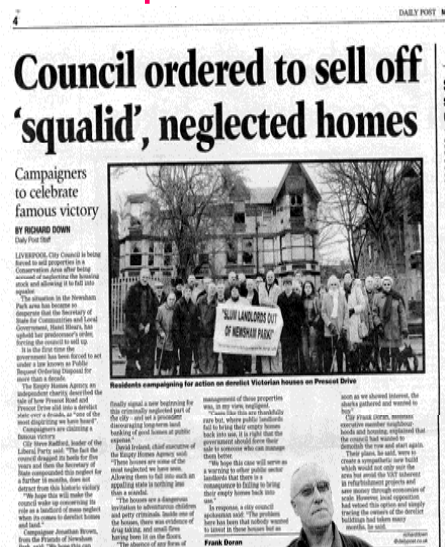 4
DAILY POST
Council ordered to sell off
'squalid', neglected homes
Campaigners
to celebrate
famous victory
BY RICHARD DOWN
Daily Post Staff
LIVERPOOL City Council is being
forced to sell properties in a
Conservation Area after being
accused of neglecting the housing
stock and allowing it to fall into
squalor.
The situation in the Newsham
Park area has become so
desperate that the Secretary of
State for Communities and Local
Government, Hazel Blears, has
upheld her predecessor's order,
forcing the council to sell up.
It is the first time the
government has been forced to act
under a law known as Public
Request Ordering Disposal for
more than a decade.
The Empty Homes Agency, an
independent charity, described the
tale of how Prescot Road and
Prescot Drive slid into a derelict
state over a decade, as "one of the
most dispiriting we have heard".
Campaigners are claiming a
famous victory.
Cllr Steve Radford, leader of the
Liberal Party, said: "The fact the
council dragged its heels for five
years and then the Secretary of
State compounded this neglect for
a further 18 months, does not
detract from this historic victory.
"We hope this will make the
council wake up concerning its
role as a landlord of mass neglect
when it comes to derelict homes
and land."
Campaigner Jonathan Brown,
from the Friends of Newsham
"SLUM LANDLORDS OUT
OF NEWSHAM PARK!"
Residents campaigning for action on derelict Victorian houses on Prescot Drive
finally signal a new beginning for
this criminally neglected part of
the city – and set a precedent
discouraging long-term land
banking of good homes at public
expense."
David Ireland, chief executive of
the Empty Homes Agency, said:
"These houses are some of the
most neglected we have seen.
Allowing them to fall into such an
appalling state is nothing less
than a scandal.
"The houses are a dangerous
invitation to adventurous children
and petty criminals. Inside one of
the houses, there was evidence of
drug taking, and small fires
having been lit on the floors.
"The absence of any form of
management of these properties
was, in my view, negligent.
"Cases like this are thankfully
rare but, where public landlords
fail to bring their empty homes
back into use, it is right that the
government should force their
sale to someone who can manage
them better.
"We hope this case will serve as
a warning to other public sector
landlords that there is a
consequence to failing to bring
their empty homes back into
use."
In response, a city council
spokesman said: "The problem
here has been that nobody wanted
to invest in these houses but as
Frank Doran
soon as we showed interest, the
sharks gathered and wanted to
buy."
Cllr Frank Doran, executive
member neighbour-
hoods and housing, explained that
the council had wanted to
demolish the row and start again.
Their plans, he said, were to
create a sympathetic new build
which would not only suit the
area but avoid the VAT inherent
in refurbishment projects and
save money through economies of
scale. However, local opposition
had vetoed this option and simply
tracing the owners of the derelict
buildings had taken many
months, he said.